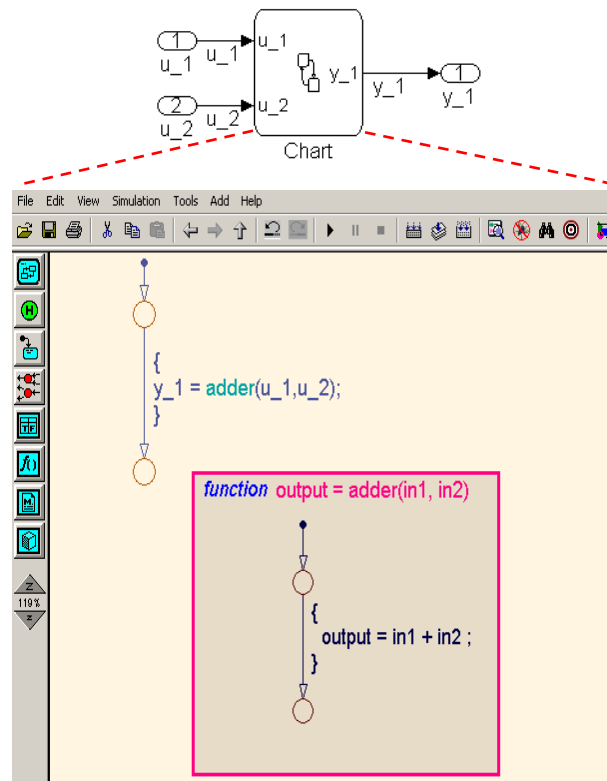 1
u_1
u_1
u_1
2
u_2
u_2
u_2
y_1
y_1
1
y_1
Chart
File Edit View Simulation Tools Add Help
{
y_1 = adder(u_1,u_2);
}
function output = adder(in1, in2)
{
output = in1 + in2 ;
}
H
TF
f()
M
Z
119%
z